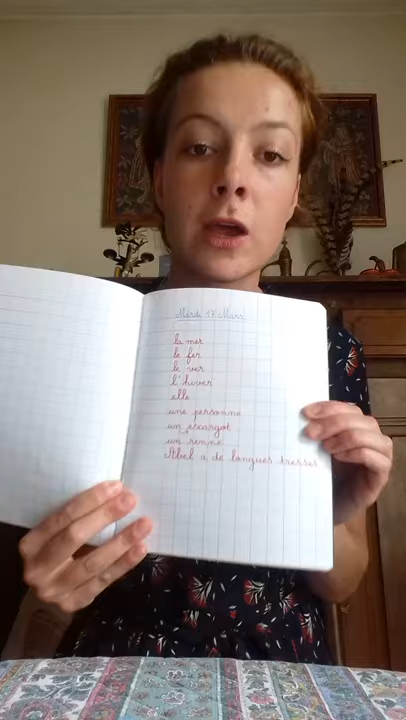 Mardi 17 Mars
la mer
le fer
le ver
l'hiver
elle
une personne
un escargot
un renne
Abel a de longues tresses